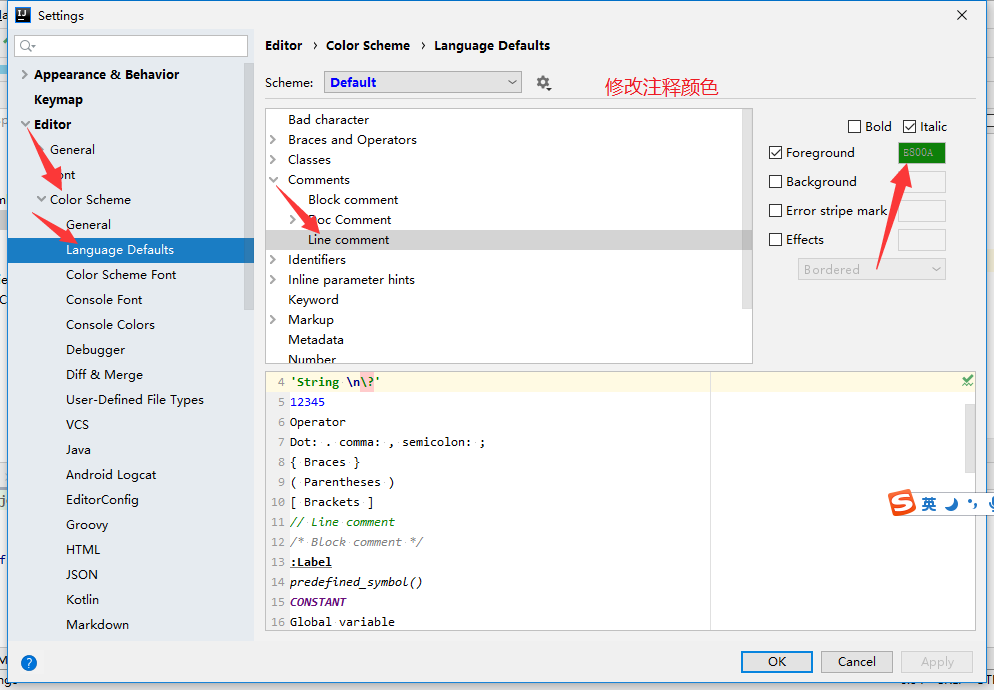 Settings
Appearance & Behavior
Keymap
Editor
General
Color Scheme
General
Language Defaults
Color Scheme Font
Console Font
Console Colors
Debugger
Diff & Merge
User-Defined File Types
VCS
Java
Android Logcat
EditorConfig
Groovy
HTML
JSON
Kotlin
Markdown
Editor › Color Scheme › Language Defaults
Scheme: Default
修改注释颜色
Bad character
Braces and Operators
Classes
Comments
Block comment
Doc Comment
Line comment
Identifiers
Inline parameter hints
Keyword
Markup
Metadata
Number
Bold Italic
Foreground
Background
Error stripe mark
Effects
Bordered
4 'String \n\?'
5 12345
6 Operator
7 Dot: . comma: , semicolon: ;
8 { Braces }
9 ( Parentheses )
10 [ Brackets ]
11 // Line comment
12 /* Block comment */
13 :Label
14 predefined_symbol()
15 CONSTANT
16 Global variable
英
?
OK Cancel Apply